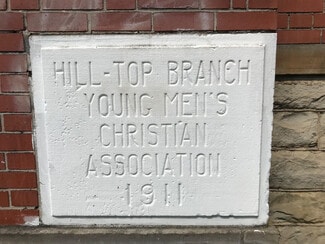 HILL-TOP BRANCH
YOUNG MEN'S
CHRISTIAN
ASSOCIATION
1911